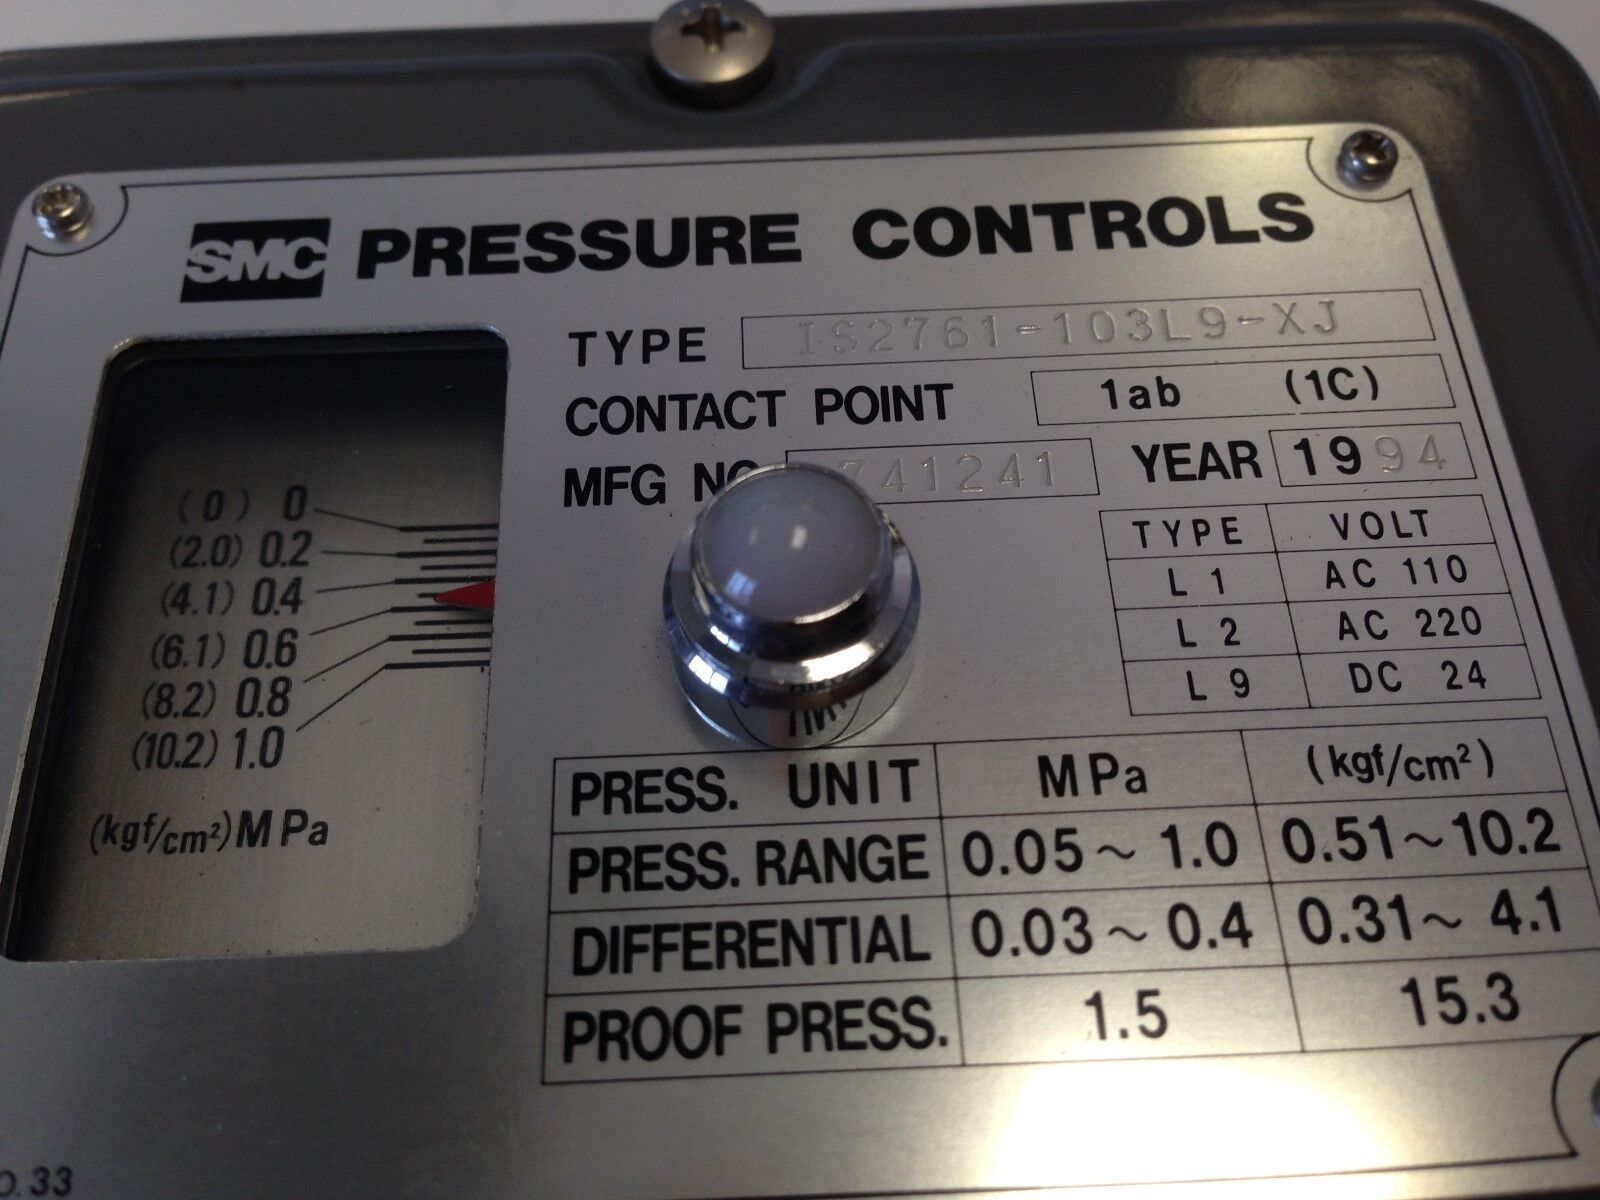 SMC PRESSURE CONTROLS
TYPE IS2761-103L9-XJ
CONTACT POINT 1ab (1C)
MFG 741241 YEAR 1994
TYPE VOLT
L 1 AC 110
L 2 AC 220
L 9 DC 24
(0) 0
(2.0) 0.2
(4.1) 0.4
(6.1) 0.6
(8.2) 0.8
(10.2) 1.0
(kgf/cm²) MPa
PRESS. UNIT MPa (kgf/cm²)
PRESS. RANGE 0.05~1.0 0.51~10.2
DIFFERENTIAL 0.03~0.4 0.31~4.1
PROOF PRESS. 1.5 15.3
33